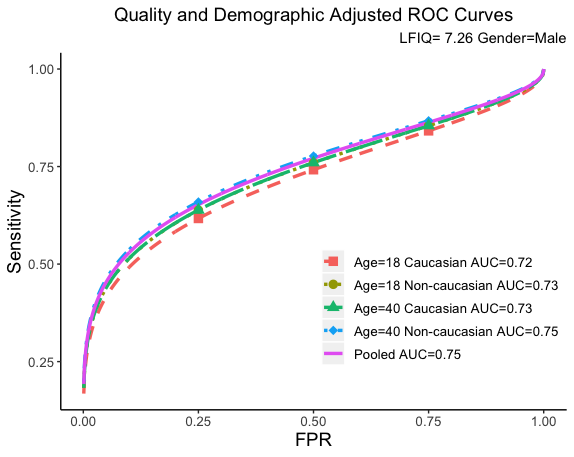 Quality and Demographic Adjusted ROC Curves
LFIQ= 7.26 Gender=Male
1.00
0.75
0.50
0.25
Sensitivity
Age=18 Caucasian AUC=0.72
Age=18 Non-caucasian AUC=0.73
Age=40 Caucasian AUC=0.73
Age=40 Non-caucasian AUC=0.75
Pooled AUC=0.75
0.00 0.25 0.50 0.75 1.00
FPR